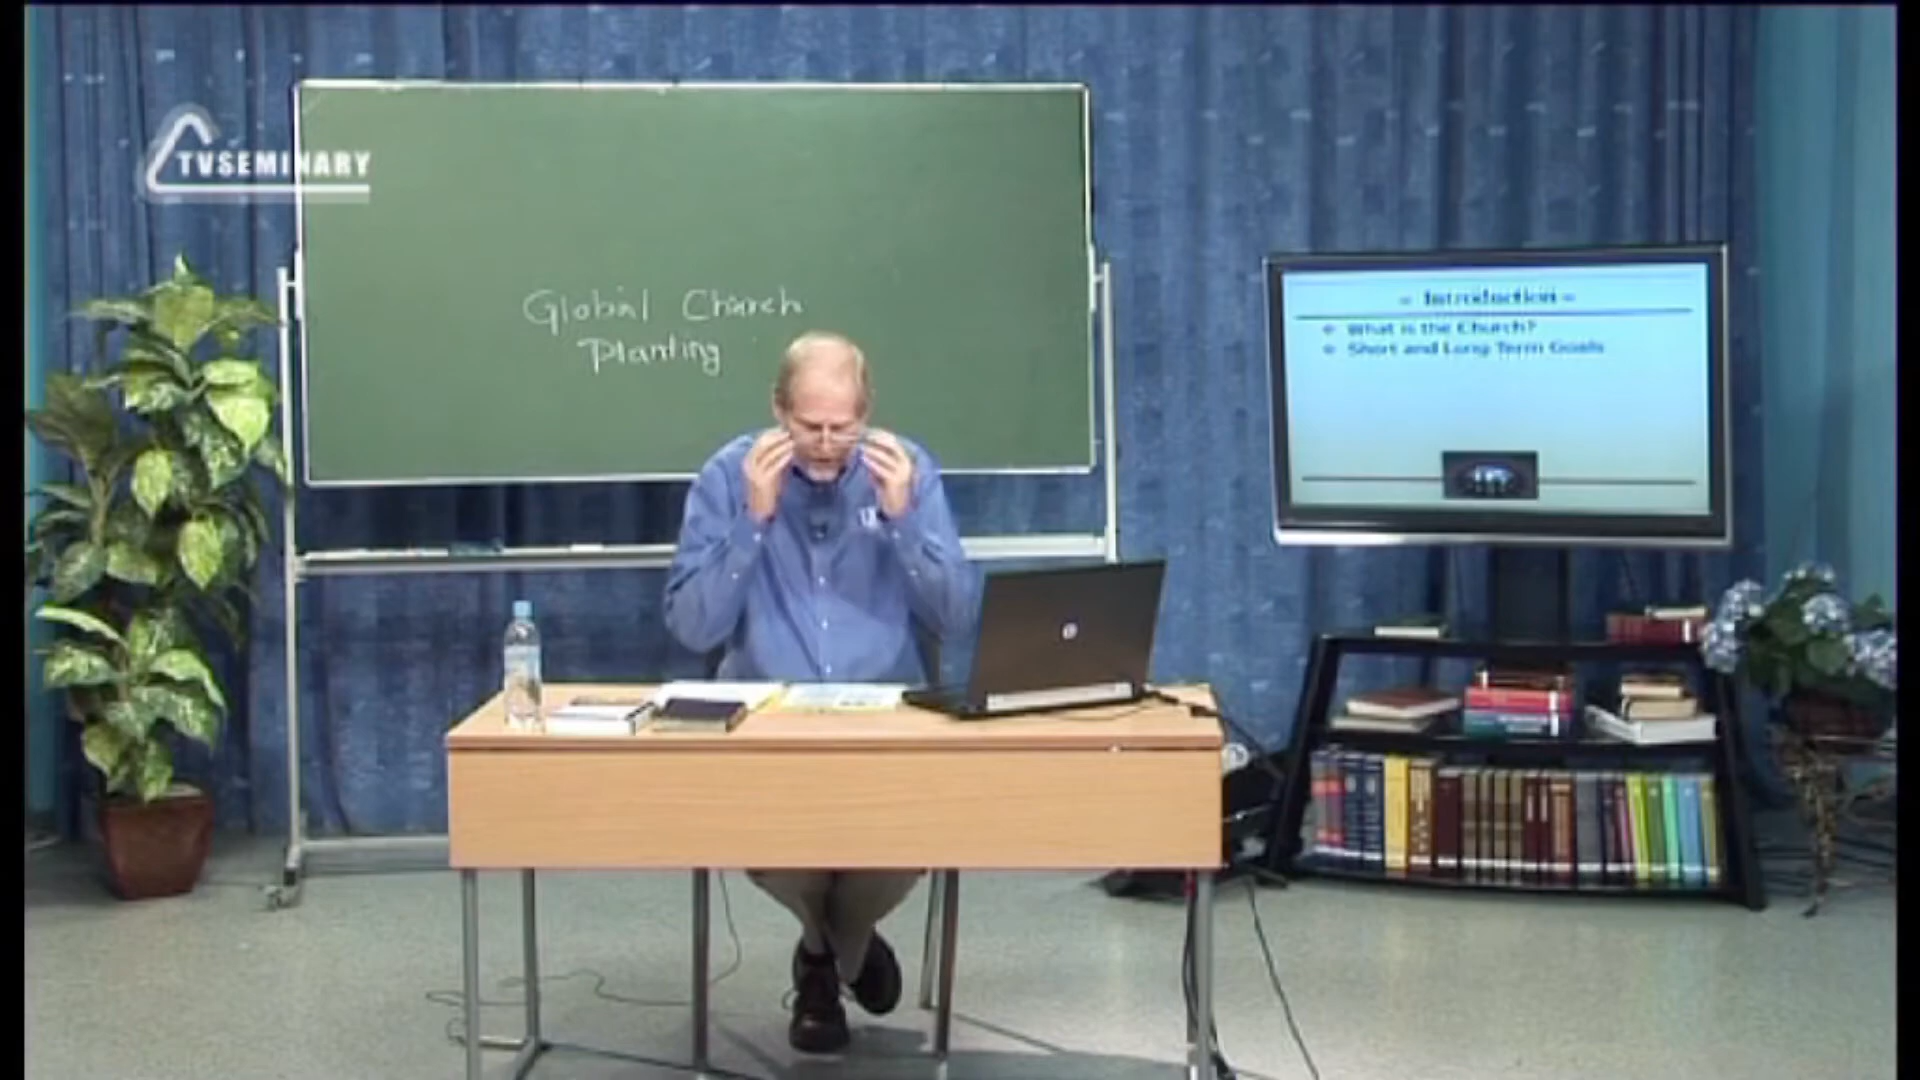 TVSEMINARY
Global Church
Planting
Introduction
What is the Church?
Short and Long Term Goals